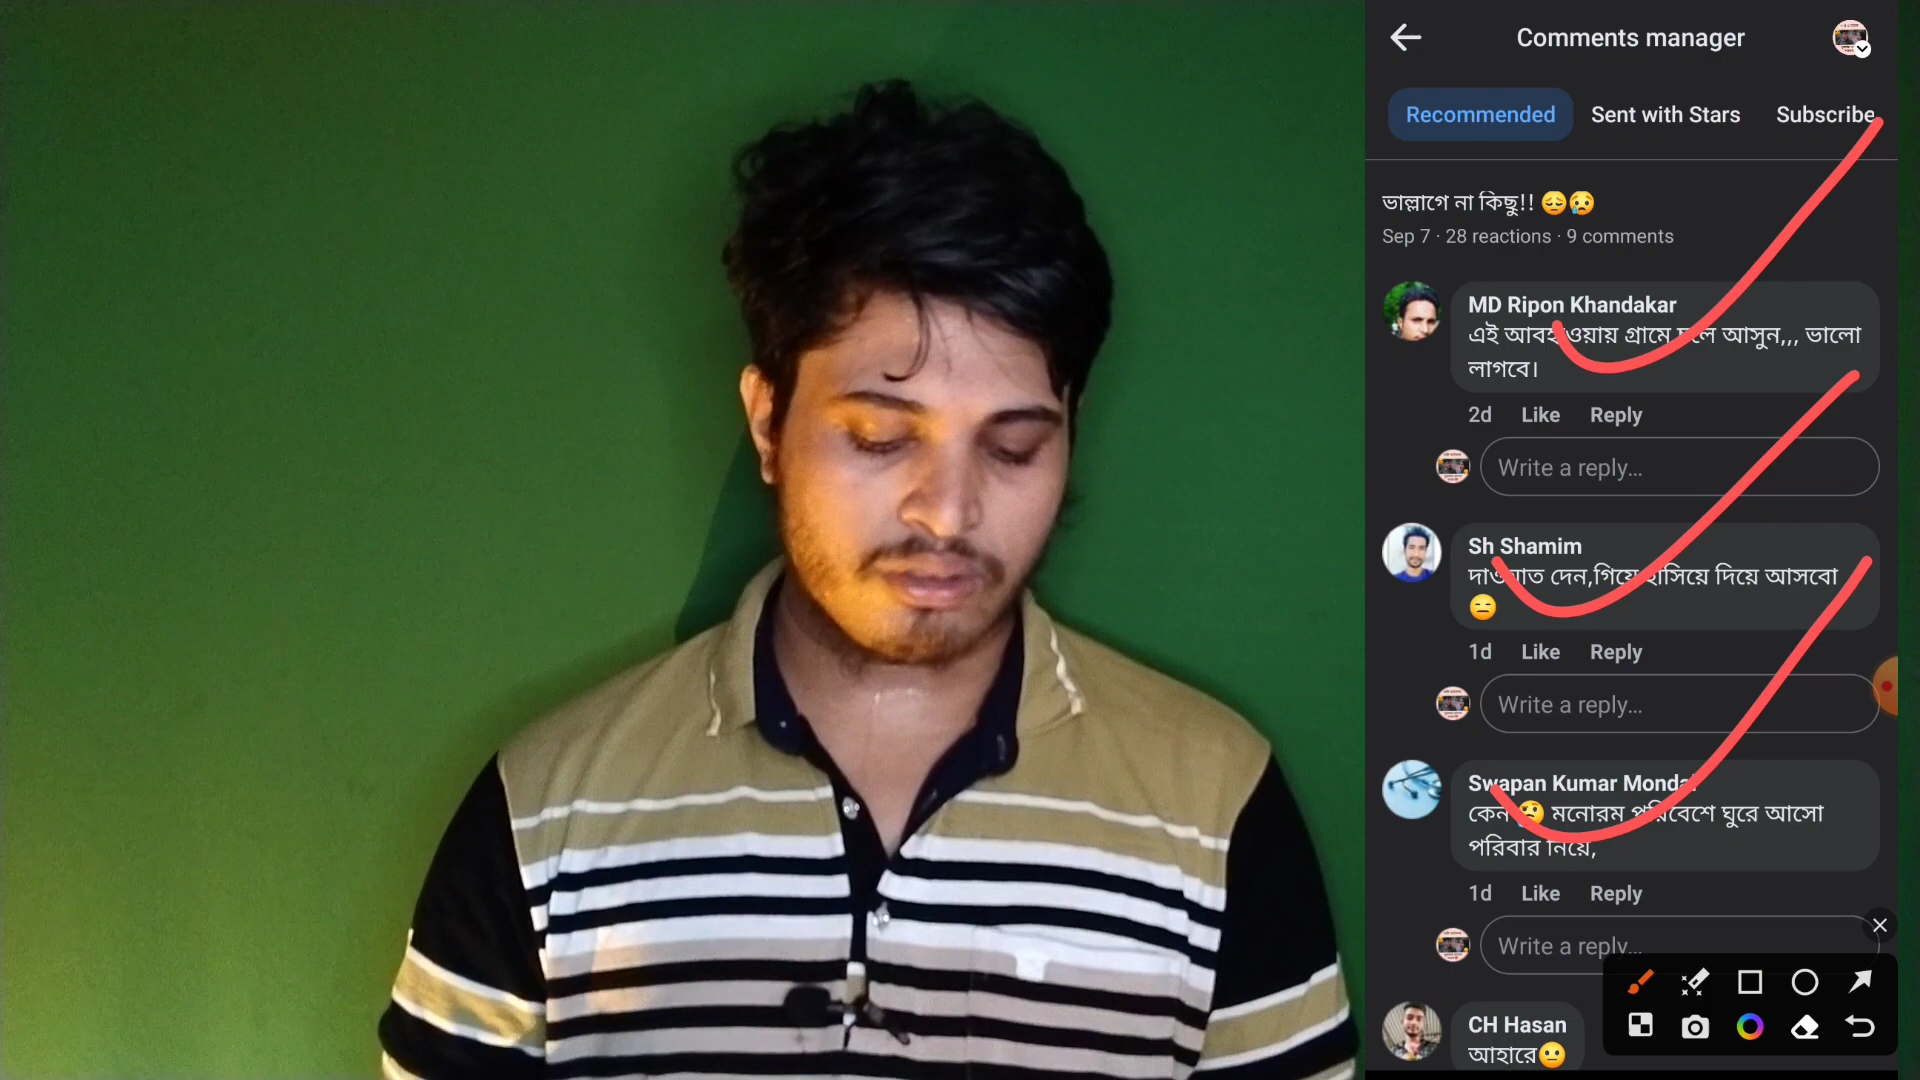 Comments manager
Recommended Sent with Stars Subscribe
ভাল্লাগে না কিছু!! 😔😢
Sep 7 · 28 reactions · 9 comments
MD Ripon Khandakar
এই আবহাওয়ায় গ্রামে চলে আসুন,,, ভালো
লাগবে।
2d Like Reply
Write a reply...
Sh Shamim
দাওয়াত দেন,গিয়ে হাসিয়ে দিয়ে আসবো
😑
1d Like Reply
Write a reply...
Swapan Kumar Mondal
কেন 😢 মনোরম পরিবেশে ঘুরে আসো
পরিবার নিয়ে,
1d Like Reply
Write a reply...
CH Hasan
আহারে😐